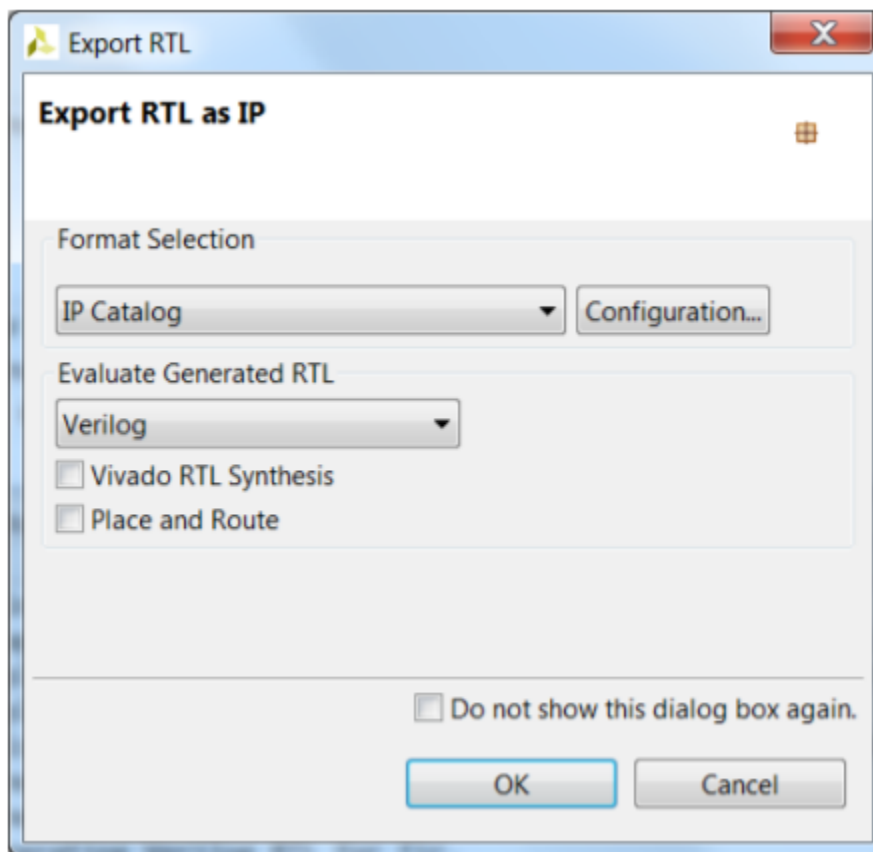 Export RTL
Export RTL as IP
Format Selection
IP Catalog
Configuration...
Evaluate Generated RTL
Verilog
Vivado RTL Synthesis
Place and Route
Do not show this dialog box again.
OK
Cancel